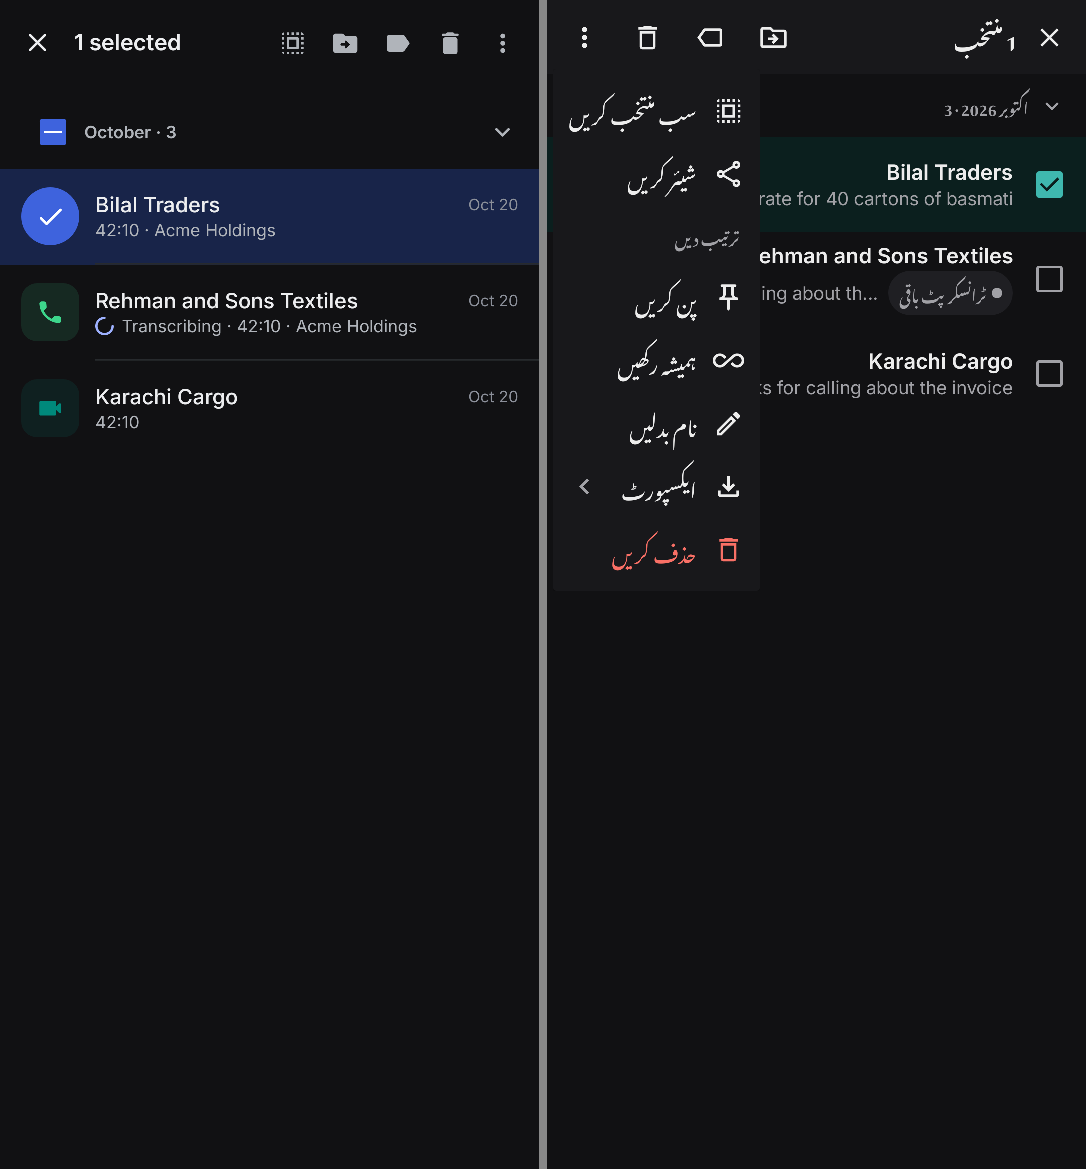 1 selected
October · 3
Bilal Traders
Oct 20
42:10 · Acme Holdings
Rehman and Sons Textiles
Oct 20
Transcribing · 42:10 · Acme Holdings
Karachi Cargo
Oct 20
42:10
1 منتخب
اکتوبر 2026 · 3
سب منتخب کریں
شیئر کریں
ترتیب دیں
پن کریں
ہمیشہ رکھیں
نام بدلیں
ایکسپورٹ
حذف کریں
Bilal Traders
rate for 40 cartons of basmati
ehman and Sons Textiles
ٹرانسکرپٹ باقی
ing about th…
Karachi Cargo
ts for calling about the invoice